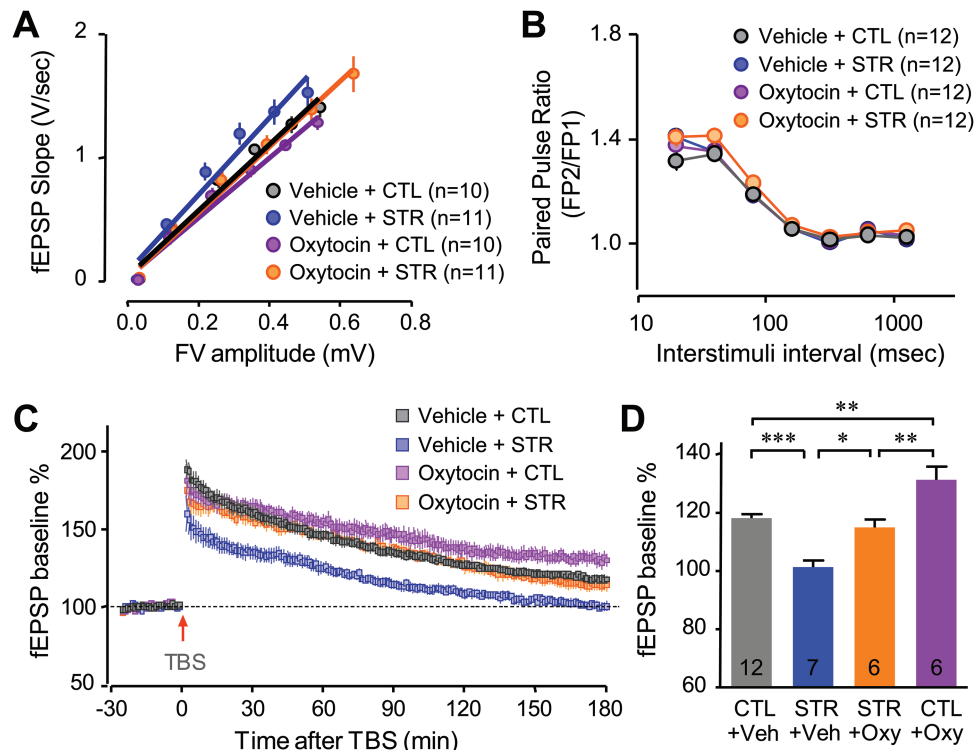 A
fEPSP Slope (V/sec)
2
1
0
0.0 0.2 0.4 0.6 0.8
FV amplitude (mV)
Vehicle + CTL (n=10)
Vehicle + STR (n=11)
Oxytocin + CTL (n=10)
Oxytocin + STR (n=11)
B
Paired Pulse Ratio
(FP2/FP1)
1.8
1.4
1.0
10 100 1000
Interstimuli interval (msec)
Vehicle + CTL (n=12)
Vehicle + STR (n=12)
Oxytocin + CTL (n=12)
Oxytocin + STR (n=12)
C
fEPSP baseline %
200
150
100
50
-30 0 30 60 90 120 150 180
Time after TBS (min)
TBS
Vehicle + CTL
Vehicle + STR
Oxytocin + CTL
Oxytocin + STR
D
fEPSP baseline %
140
120
100
80
60
**
*** * **
12 7 6 6
CTL STR STR CTL
+Veh +Veh +Oxy +Oxy